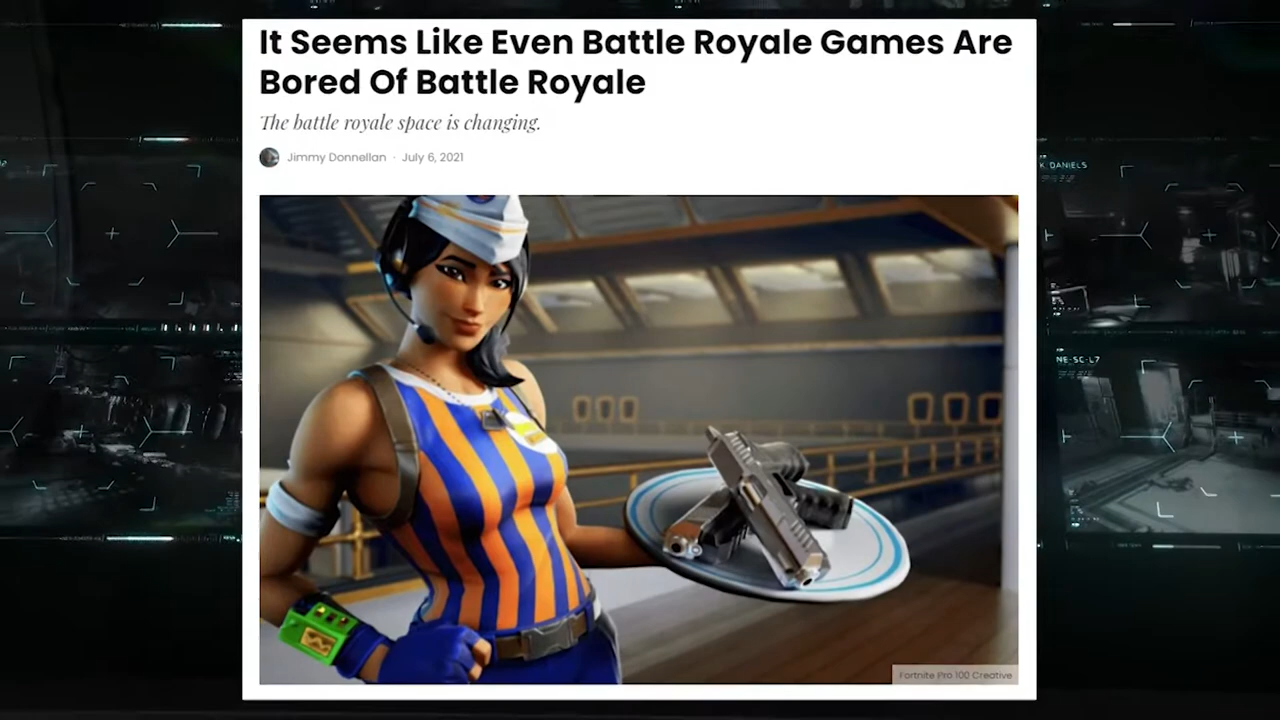 It Seems Like Even Battle Royale Games Are
Bored Of Battle Royale
The battle royale space is changing.
Jimmy Donnellan · July 6, 2021
K DANIELS
NE-SC-L7
Fortnite Pro 100 Creative